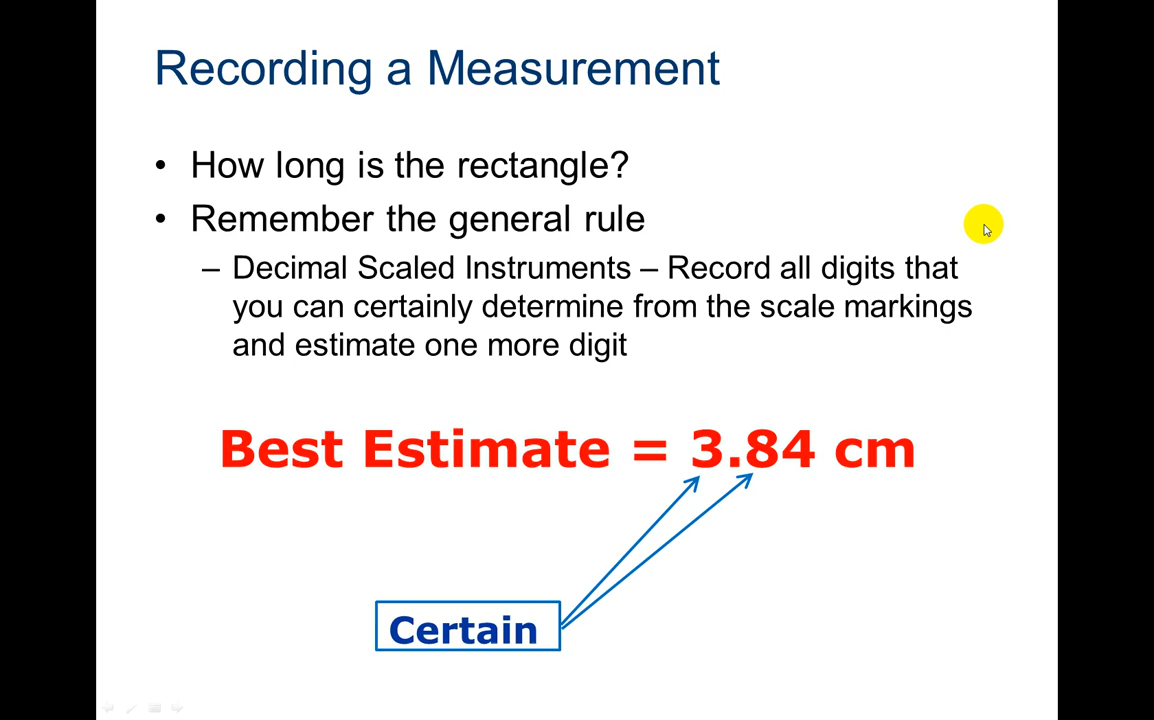 Recording a Measurement
• How long is the rectangle?
• Remember the general rule
– Decimal Scaled Instruments – Record all digits that
you can certainly determine from the scale markings
and estimate one more digit
Best Estimate = 3.84 cm
Certain